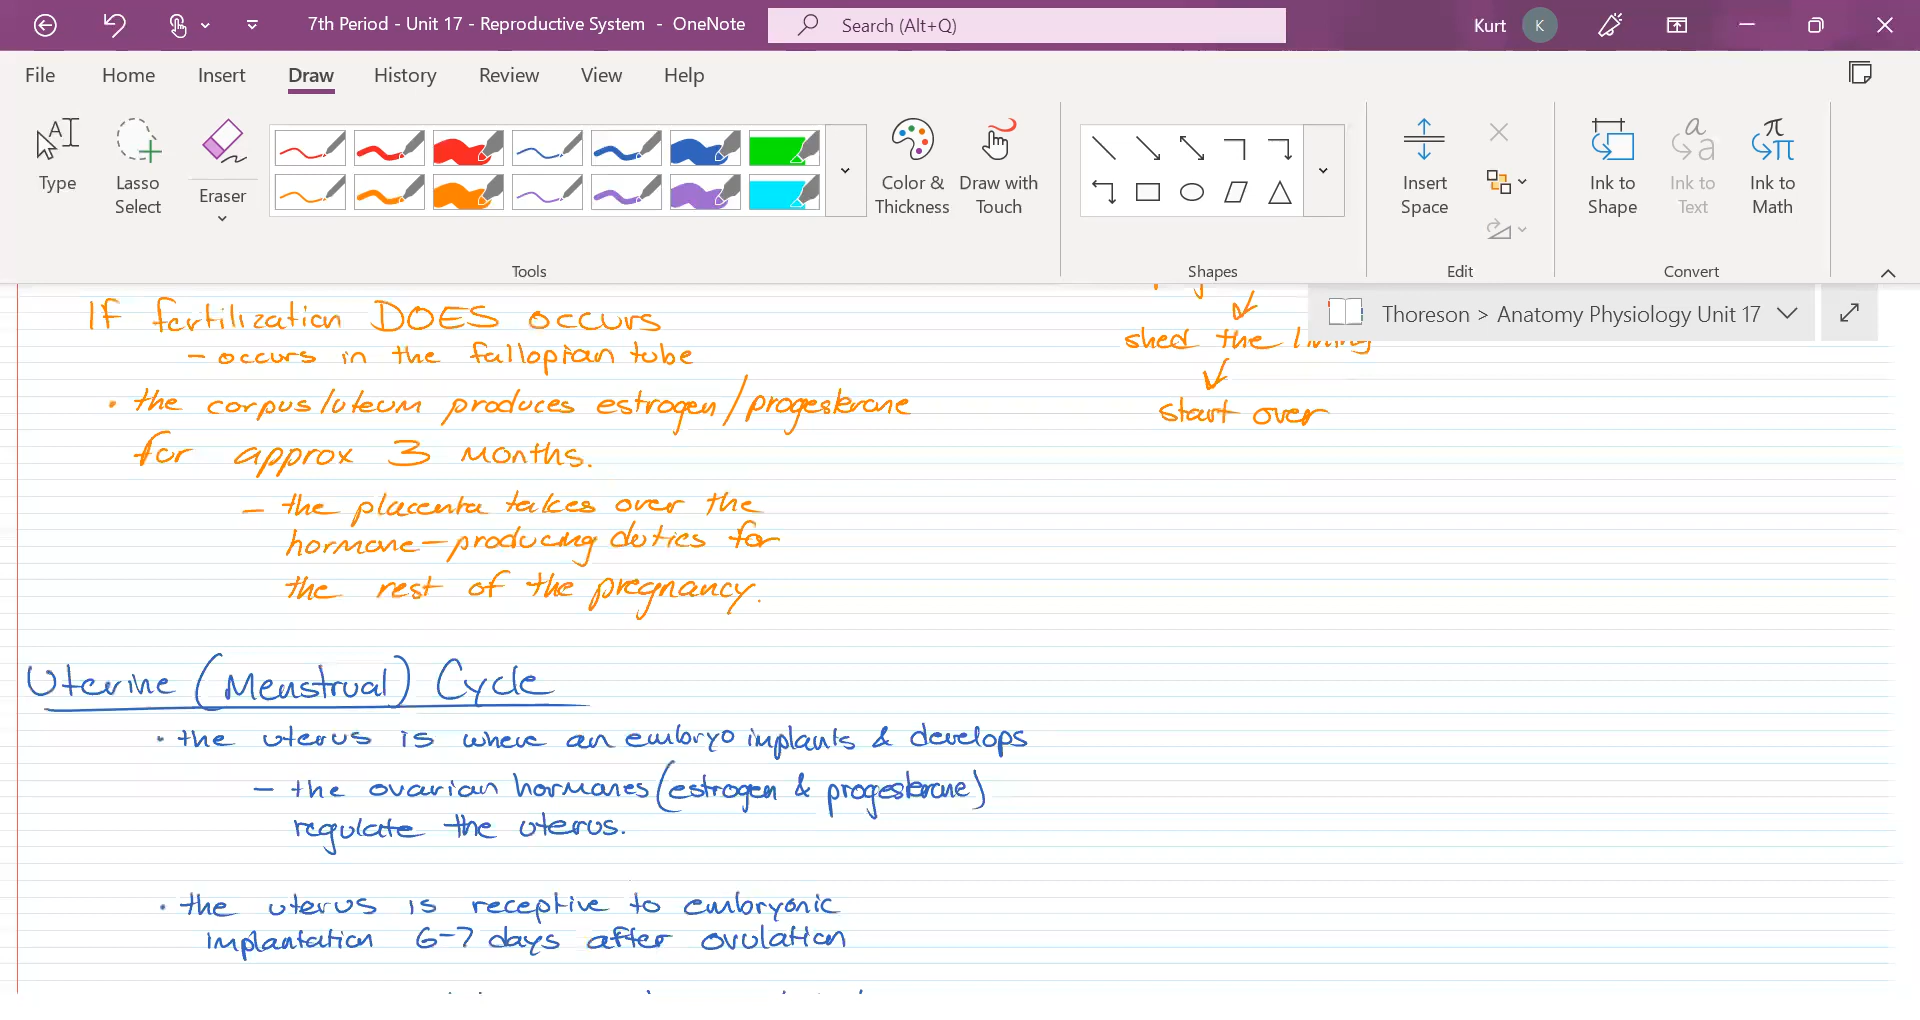 7th Period - Unit 17 - Reproductive System - OneNote
Search (Alt+Q)
Kurt
K
File Home Insert Draw History Review View Help
Type
Lasso Select
Eraser
Color & Thickness
Draw with Touch
Insert Space
Ink to Shape
Ink to Text
Ink to Math
Tools
Shapes
Edit
Convert
Thoreson > Anatomy Physiology Unit 17
If fertilization DOES occurs
- occurs in the fallopian tube
• the corpus luteum produces estrogen/progesterone
for approx 3 months.
- the placenta takes over the
hormone-producing duties for
the rest of the pregnancy.
shed the lining
start over
Uterine (Menstrual) Cycle
• the uterus is where an embryo implants & develops
- the ovarian hormones (estrogen & progesterone)
regulate the uterus.
• the uterus is receptive to embryonic
implantation 6-7 days after ovulation